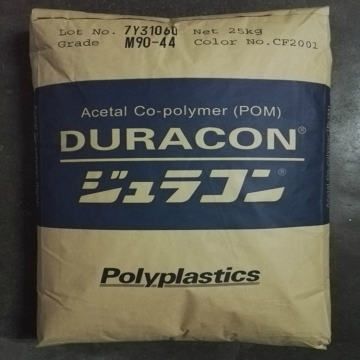 Lot No. 7Y31060 Net 25kg
Grade M90-44 Color No.CF2001
Acetal Co-polymer (POM)
DURACON®
ジュラコン®
Polyplastics